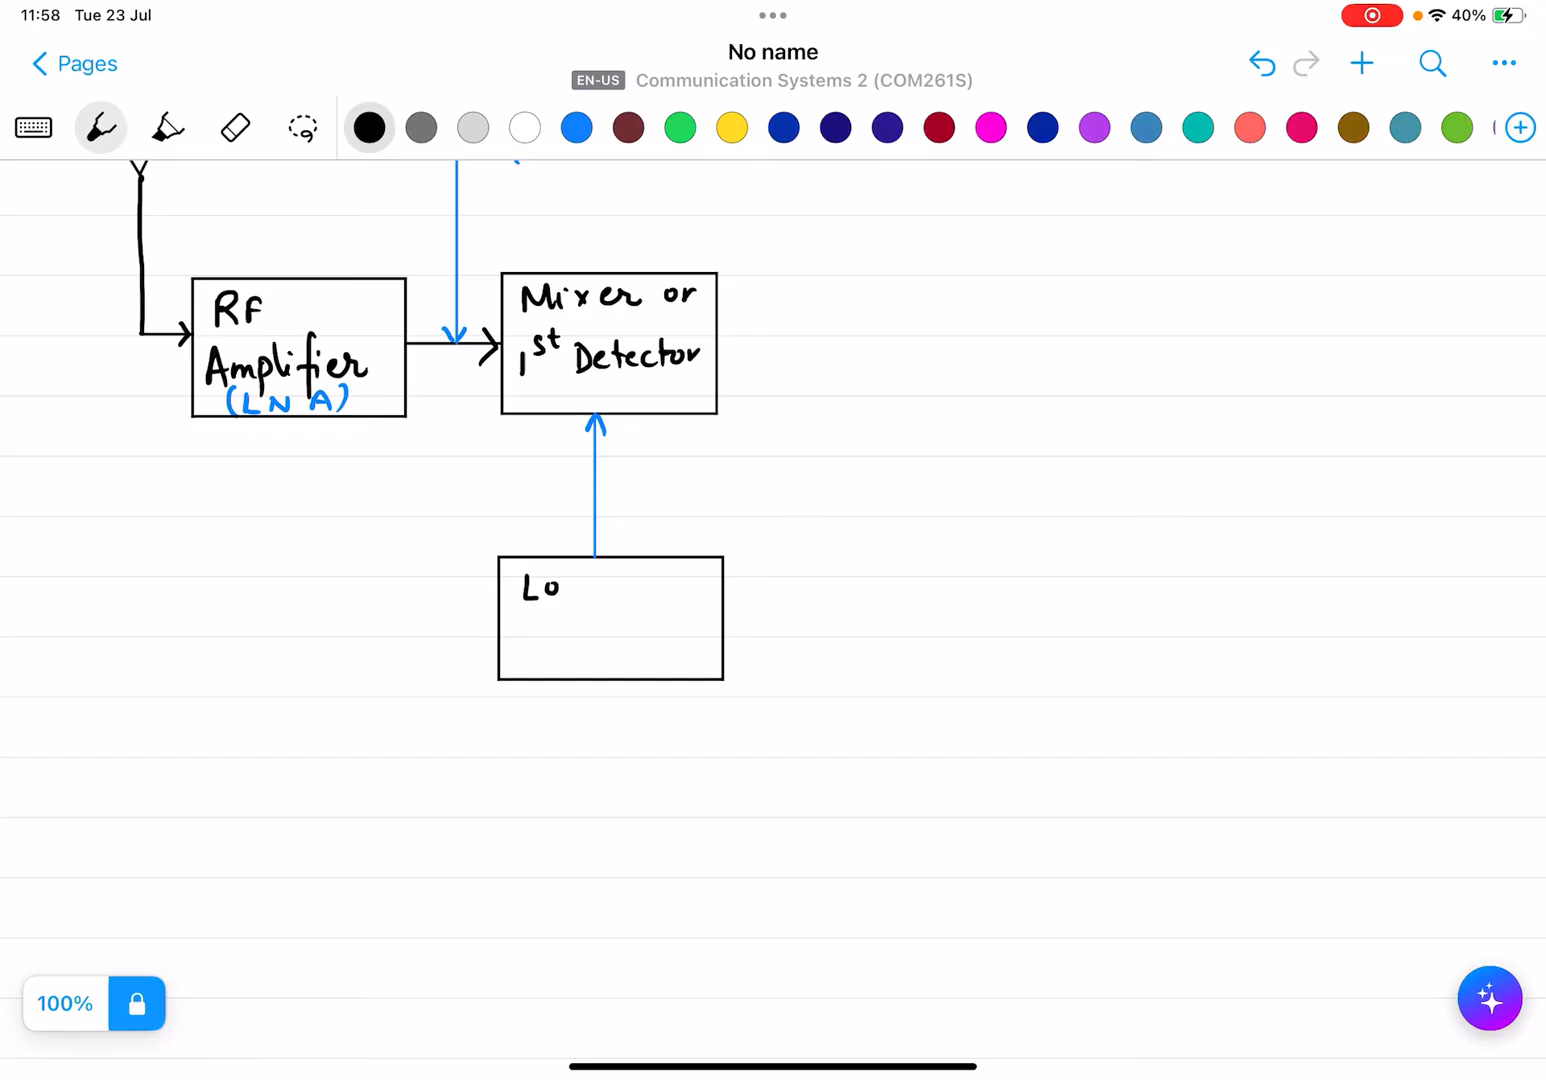 11:58 Tue 23 Jul
40%
Pages
No name
EN-US Communication Systems 2 (COM261S)
RF
Amplifier
(LNA)
Mixer or
1st Detector
Lo
100%